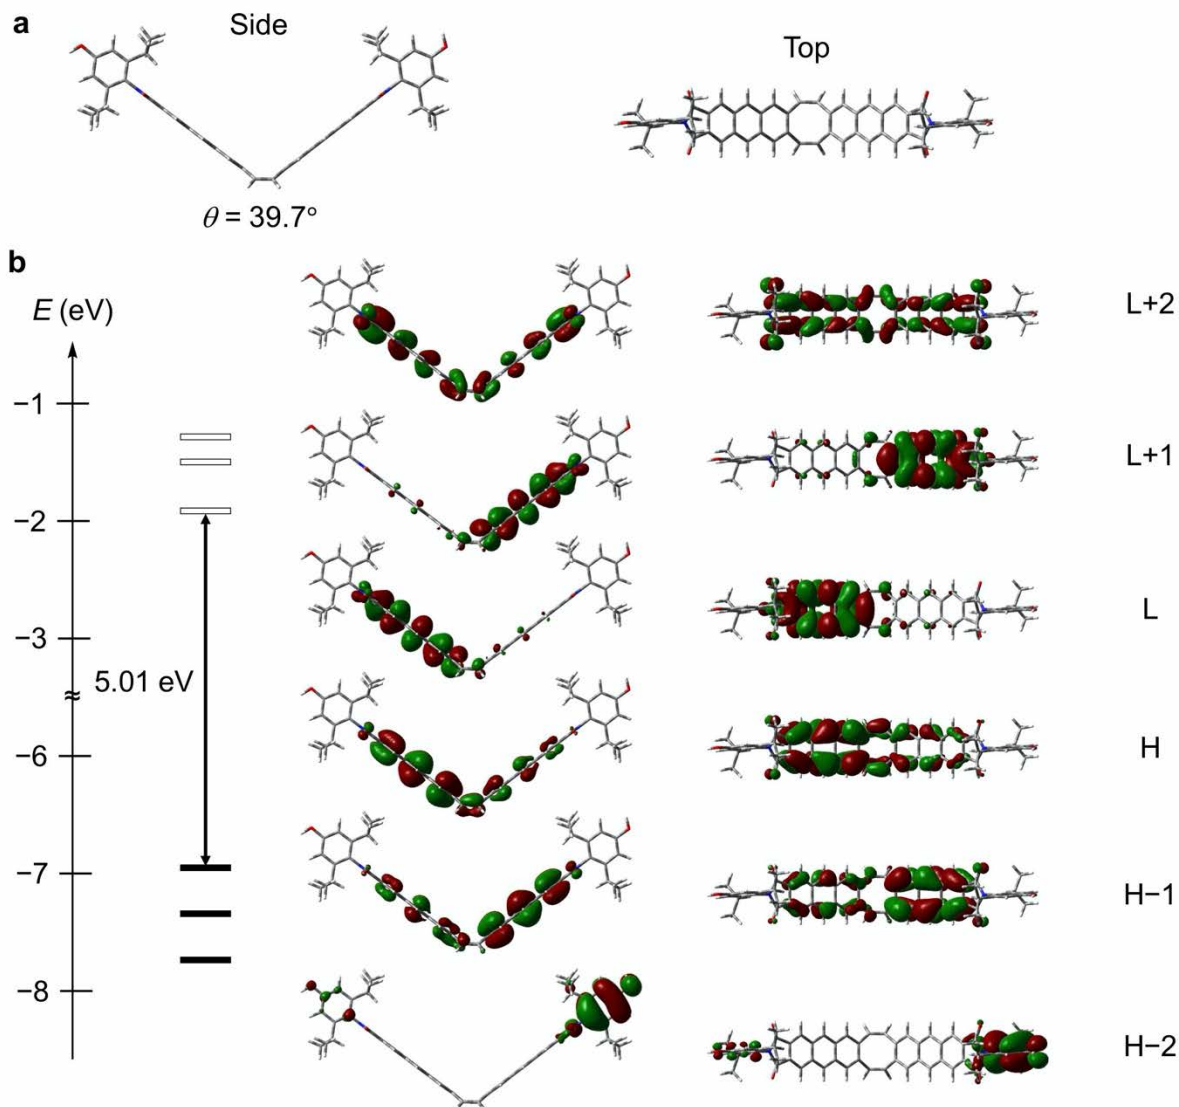 a
Side
Top
θ = 39.7°
b
E (eV)
L+2
−1
L+1
−2
L
−3
5.01 eV
≈
H
−6
−7
H−1
−8
H−2